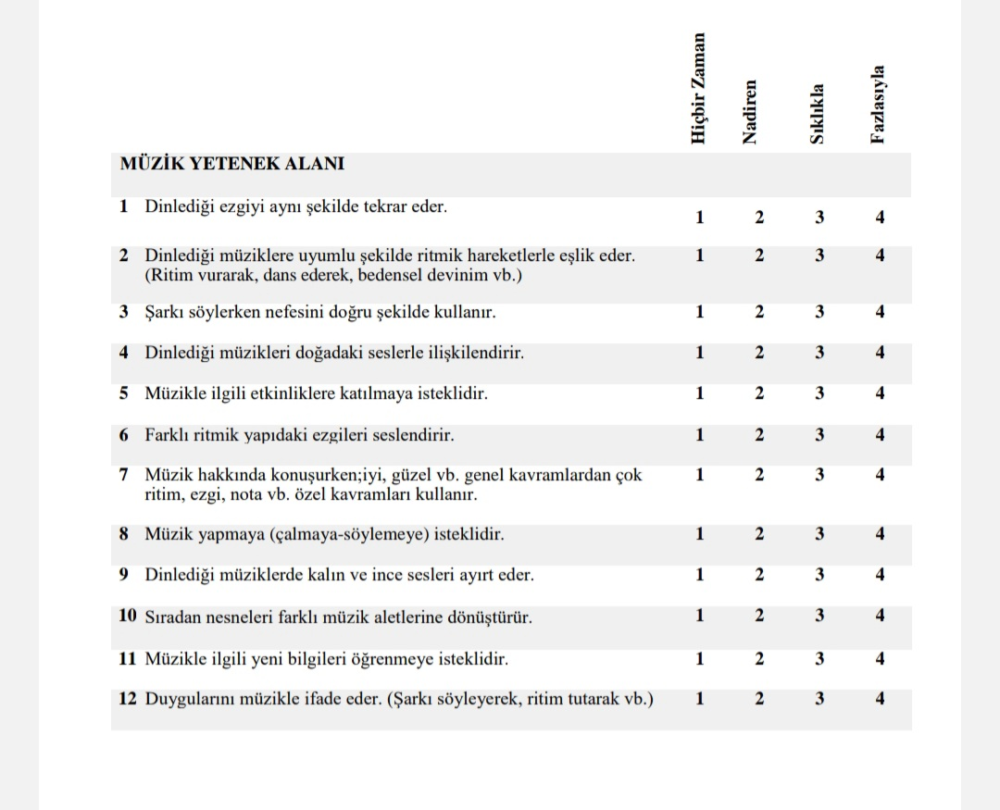 Hiçbir Zaman
Nadiren
Sıklıkla
Fazlasıyla
MÜZİK YETENEK ALANI
1 Dinlediği ezgiyi aynı şekilde tekrar eder. 1 2 3 4
2 Dinlediği müziklere uyumlu şekilde ritmik hareketlerle eşlik eder. 1 2 3 4
(Ritim vurarak, dans ederek, bedensel devinim vb.)
3 Şarkı söylerken nefesini doğru şekilde kullanır. 1 2 3 4
4 Dinlediği müzikleri doğadaki seslerle ilişkilendirir. 1 2 3 4
5 Müzikle ilgili etkinliklere katılmaya isteklidir. 1 2 3 4
6 Farklı ritmik yapıdaki ezgileri seslendirir. 1 2 3 4
7 Müzik hakkında konuşurken;iyi, güzel vb. genel kavramlardan çok 1 2 3 4
ritim, ezgi, nota vb. özel kavramları kullanır.
8 Müzik yapmaya (çalmaya-söylemeye) isteklidir. 1 2 3 4
9 Dinlediği müziklerde kalın ve ince sesleri ayırt eder. 1 2 3 4
10 Sıradan nesneleri farklı müzik aletlerine dönüştürür. 1 2 3 4
11 Müzikle ilgili yeni bilgileri öğrenmeye isteklidir. 1 2 3 4
12 Duygularını müzikle ifade eder. (Şarkı söyleyerek, ritim tutarak vb.) 1 2 3 4